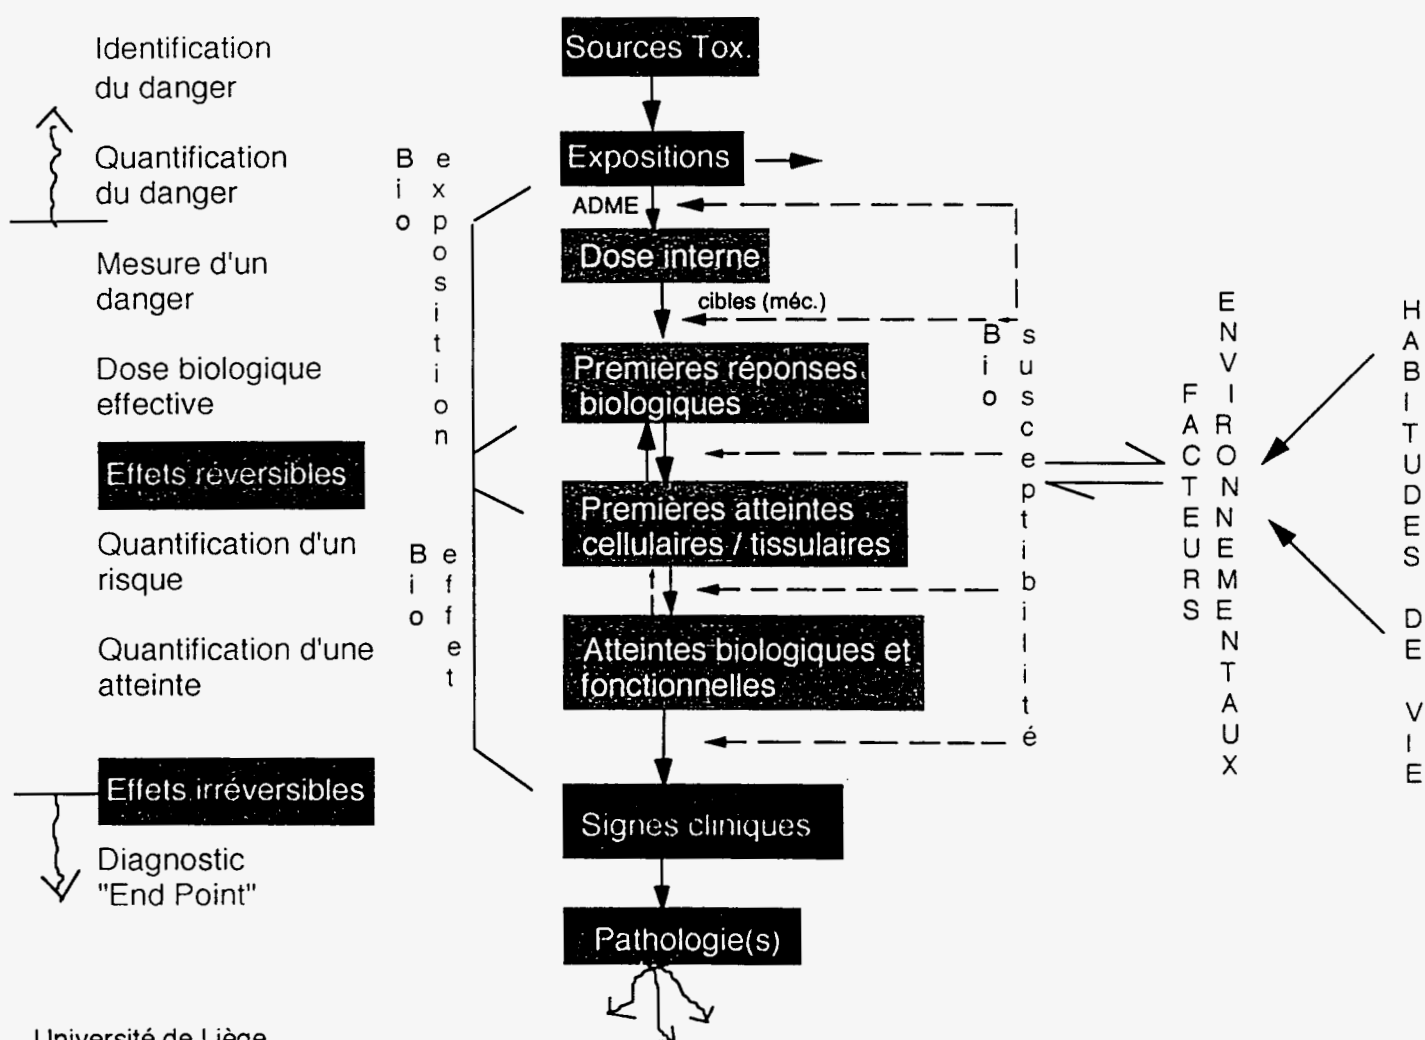 Identification
du danger
Quantification
du danger
Mesure d'un
danger
Dose biologique
effective
Effets réversibles
Quantification d'un
risque
Quantification d'une
atteinte
Effets irréversibles
Diagnostic
"End Point"
Bio
exposition
Bio
effet
Sources Tox.
Expositions
ADME
Dose interne
cibles (méc.)
Premières réponses
biologiques
Premières atteintes
cellulaires / tissulaires
Atteintes biologiques et
fonctionnelles
Signes cliniques
Pathologie(s)
Bio
susceptibilité
FACTEURS
ENVIRONNEMENTAUX
HABITUDES DE VIE
Université de Liège